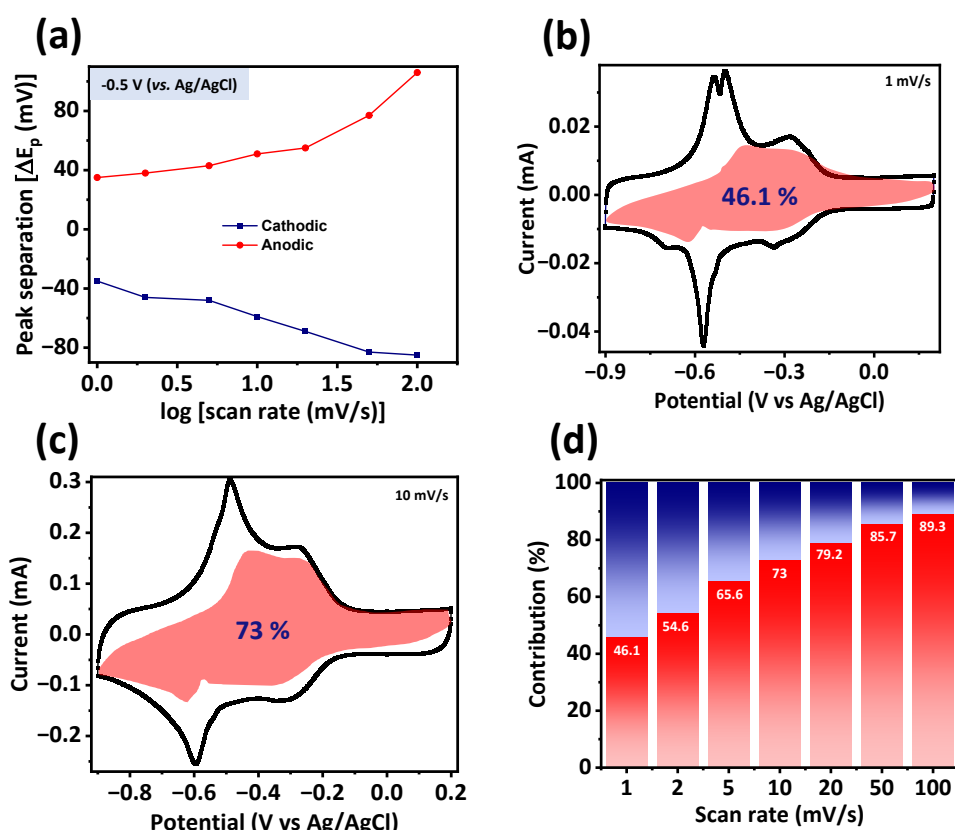 (a)
-0.5 V (vs. Ag/AgCl)
Peak separation [ΔEp (mV)]
80
40
0
−40
−80
Cathodic
Anodic
0.0 0.5 1.0 1.5 2.0
log [scan rate (mV/s)]
(b)
1 mV/s
Current (mA)
0.02
0.00
−0.02
−0.04
46.1 %
−0.9 −0.6 −0.3 0.0
Potential (V vs Ag/AgCl)
(c)
10 mV/s
Current (mA)
0.3
0.2
0.1
0.0
−0.1
−0.2
73 %
−0.8 −0.6 −0.4 −0.2 0.0 0.2
Potential (V vs Ag/AgCl)
(d)
Contribution (%)
100
80
60
40
20
0
46.1
54.6
65.6
73
79.2
85.7
89.3
1 2 5 10 20 50 100
Scan rate (mV/s)